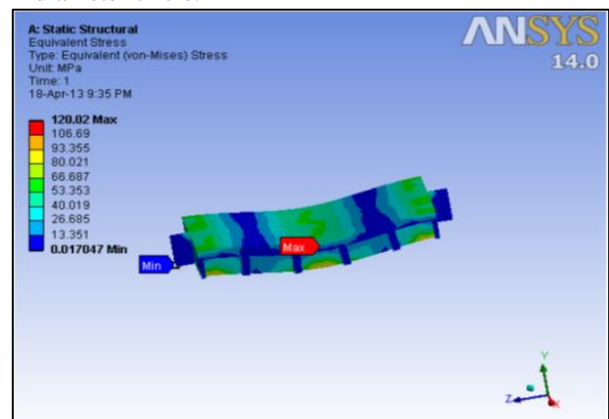 A: Static Structural
Equivalent Stress
Type: Equivalent (von-Mises) Stress
Unit: MPa
Time: 1
18-Apr-13 9:35 PM
120.02 Max
106.69
93.355
80.021
66.687
53.353
40.019
26.685
13.351
0.017047 Min
ANSYS
14.0
Max
Min
Y
Z
X